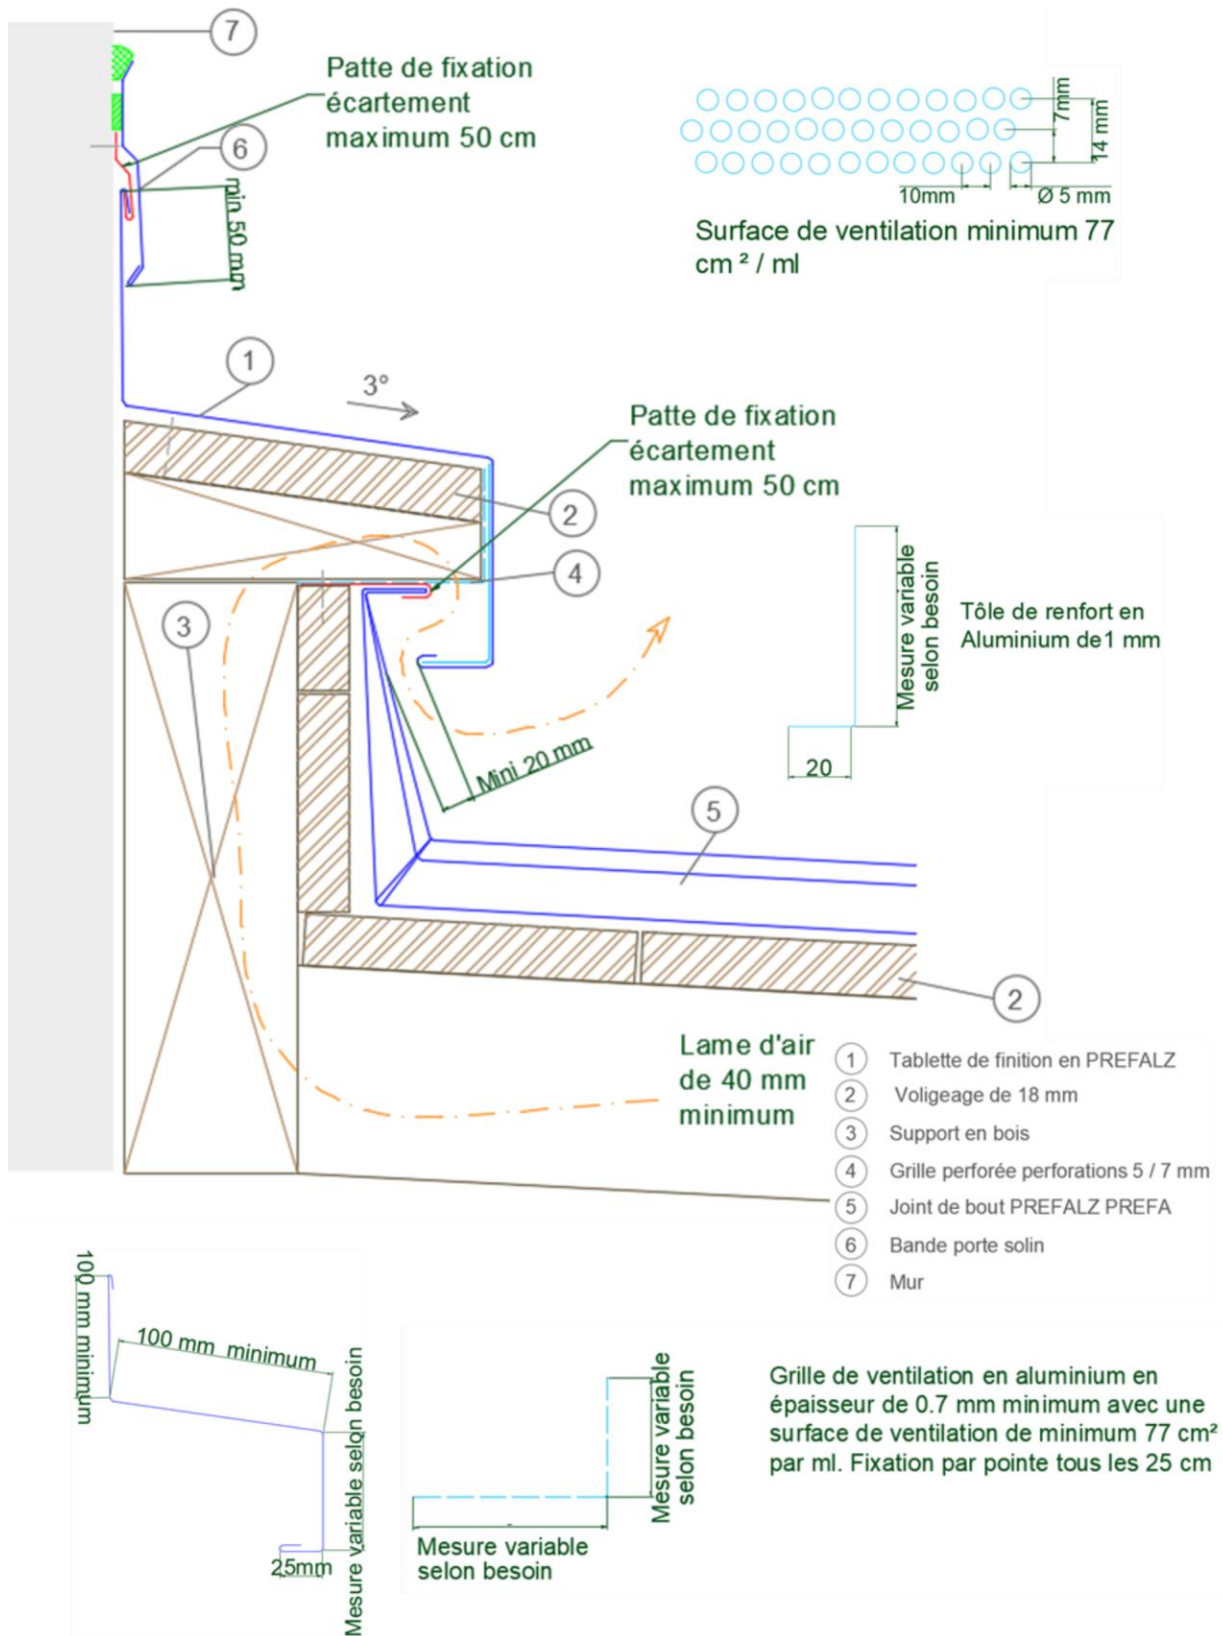 7
Patte de fixation
écartement
maximum 50 cm
6
min 50 mm
7mm
14 mm
10mm
Ø 5 mm
Surface de ventilation minimum 77
cm ² / ml
1
3°
Patte de fixation
écartement
maximum 50 cm
2
4
3
Mesure variable
selon besoin
Tôle de renfort en
Aluminium de1 mm
20
Mini 20 mm
5
2
Lame d'air
de 40 mm
minimum
1 Tablette de finition en PREFALZ
2 Voligeage de 18 mm
3 Support en bois
4 Grille perforée perforations 5 / 7 mm
5 Joint de bout PREFALZ PREFA
6 Bande porte solin
7 Mur
100 mm minimum
100 mm minimum
Mesure variable selon besoin
25mm
Mesure variable
selon besoin
Mesure variable
selon besoin
Grille de ventilation en aluminium en
épaisseur de 0.7 mm minimum avec une
surface de ventilation de minimum 77 cm²
par ml. Fixation par pointe tous les 25 cm